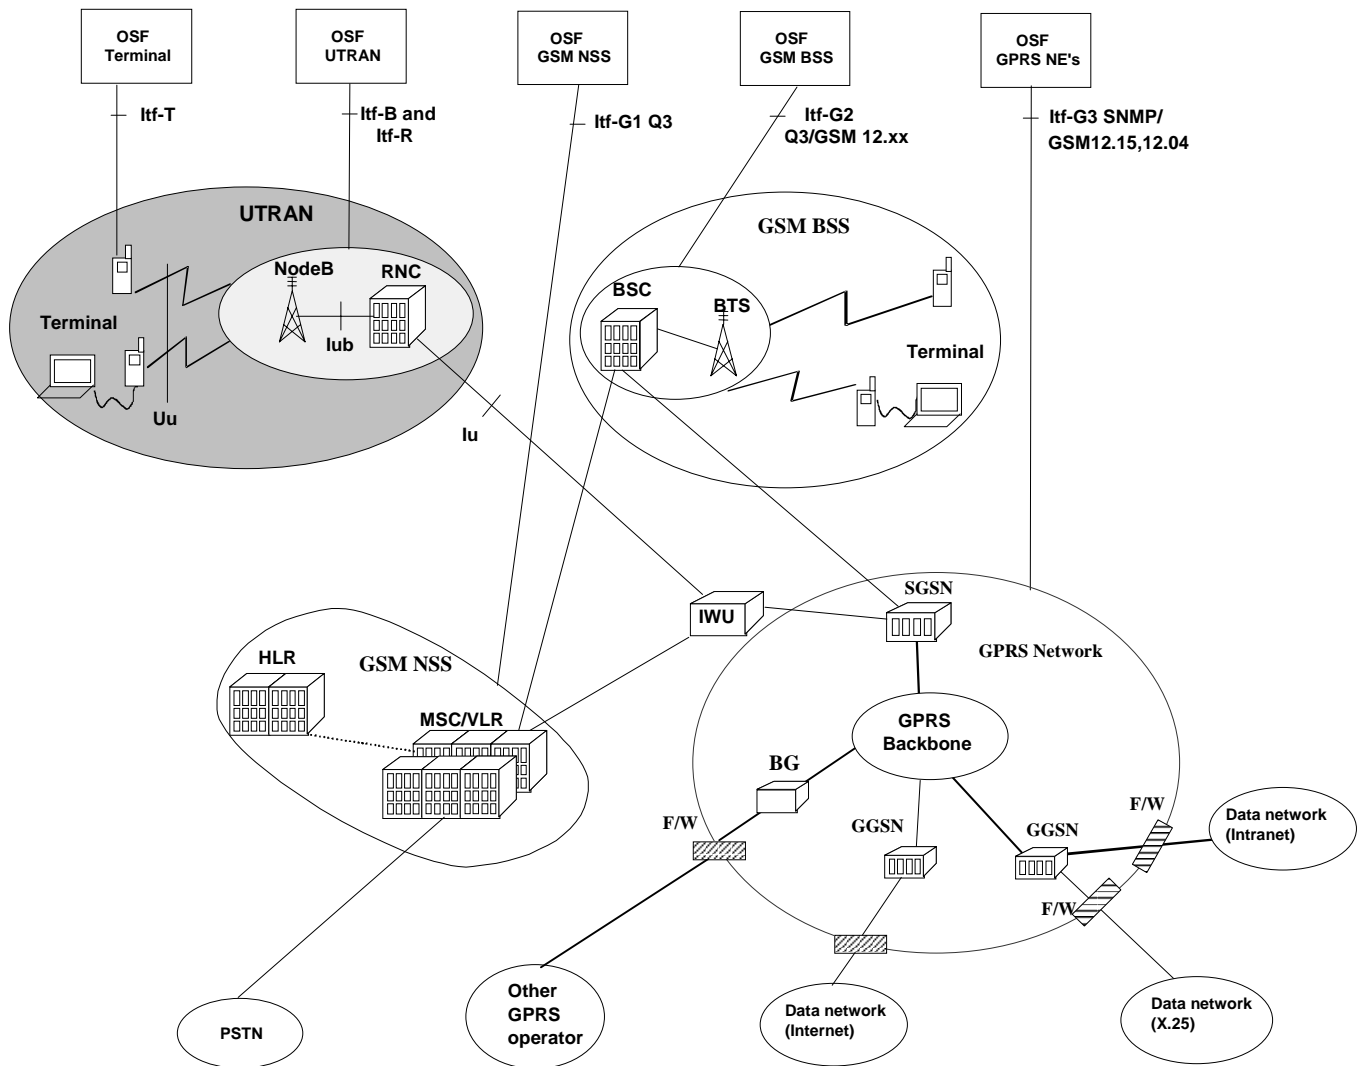 OSF
Terminal
OSF
UTRAN
OSF
GSM NSS
OSF
GSM BSS
OSF
GPRS NE's
Itf-T
Itf-B and
Itf-R
Itf-G1 Q3
Itf-G2
Q3/GSM 12.xx
Itf-G3 SNMP/
GSM12.15,12.04
UTRAN
GSM BSS
NodeB
RNC
BSC
BTS
Terminal
Iub
Terminal
Uu
Iu
SGSN
IWU
GPRS Network
HLR
GSM NSS
MSC/VLR
GPRS
Backbone
BG
F/W
GGSN
GGSN
F/W
Data network
(Intranet)
F/W
Other
GPRS
operator
Data network
(Internet)
Data network
(X.25)
PSTN